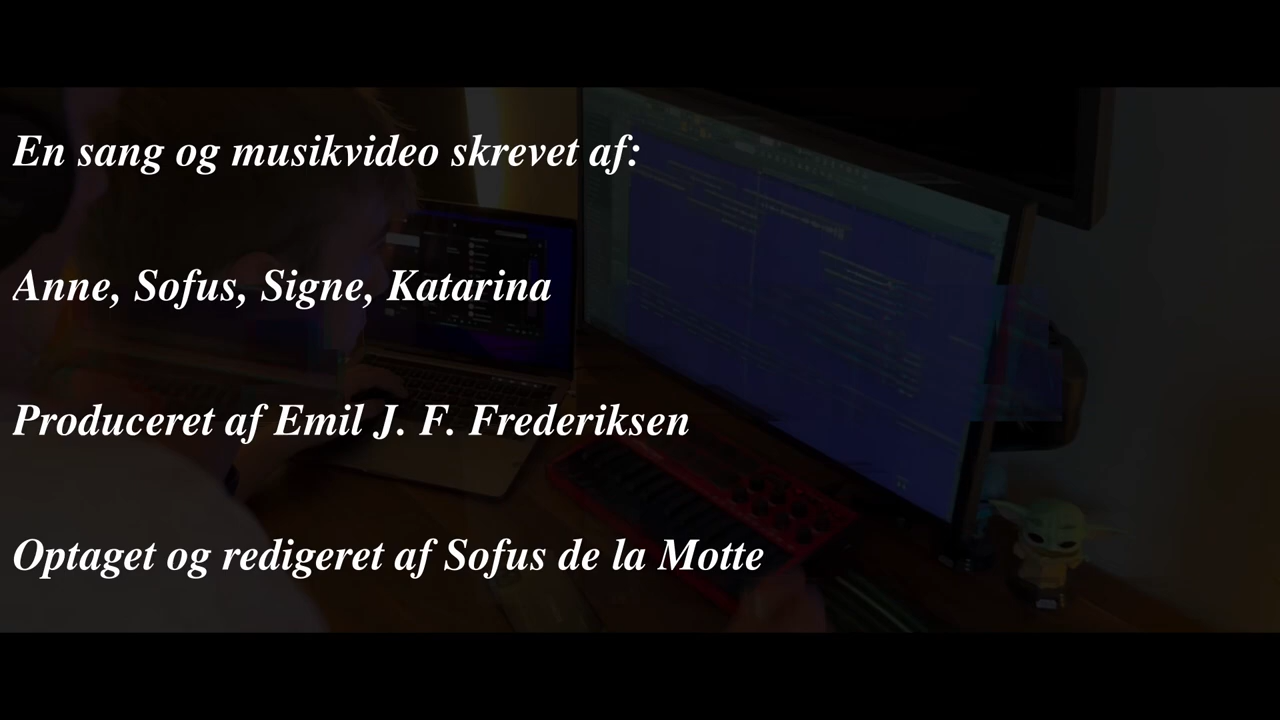 En sang og musikvideo skrevet af:
Anne, Sofus, Signe, Katarina
Produceret af Emil J. F. Frederiksen
Optaget og redigeret af Sofus de la Motte